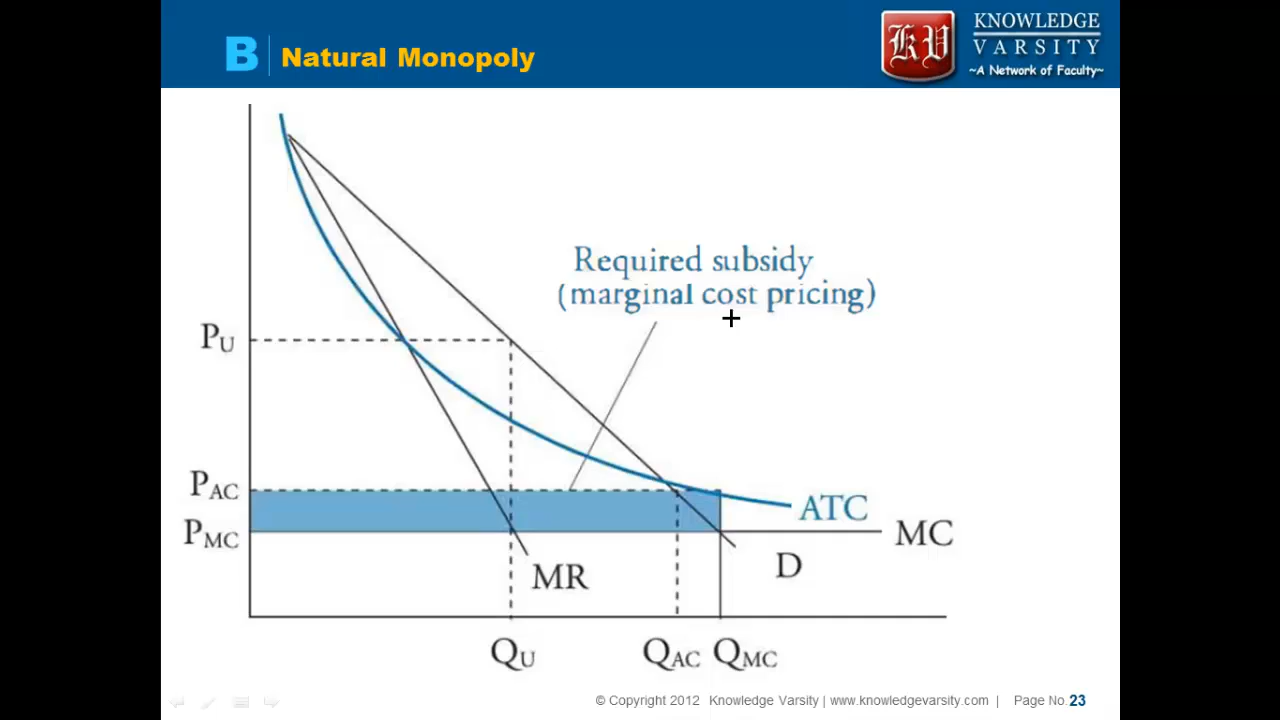 B Natural Monopoly
KV
KNOWLEDGE
VARSITY
~A Network of Faculty~
Required subsidy
(marginal cost pricing)
PU
PAC
PMC
ATC
MC
MR
D
QU QAC QMC
© Copyright 2012 Knowledge Varsity | www.knowledgevarsity.com | Page No. 23